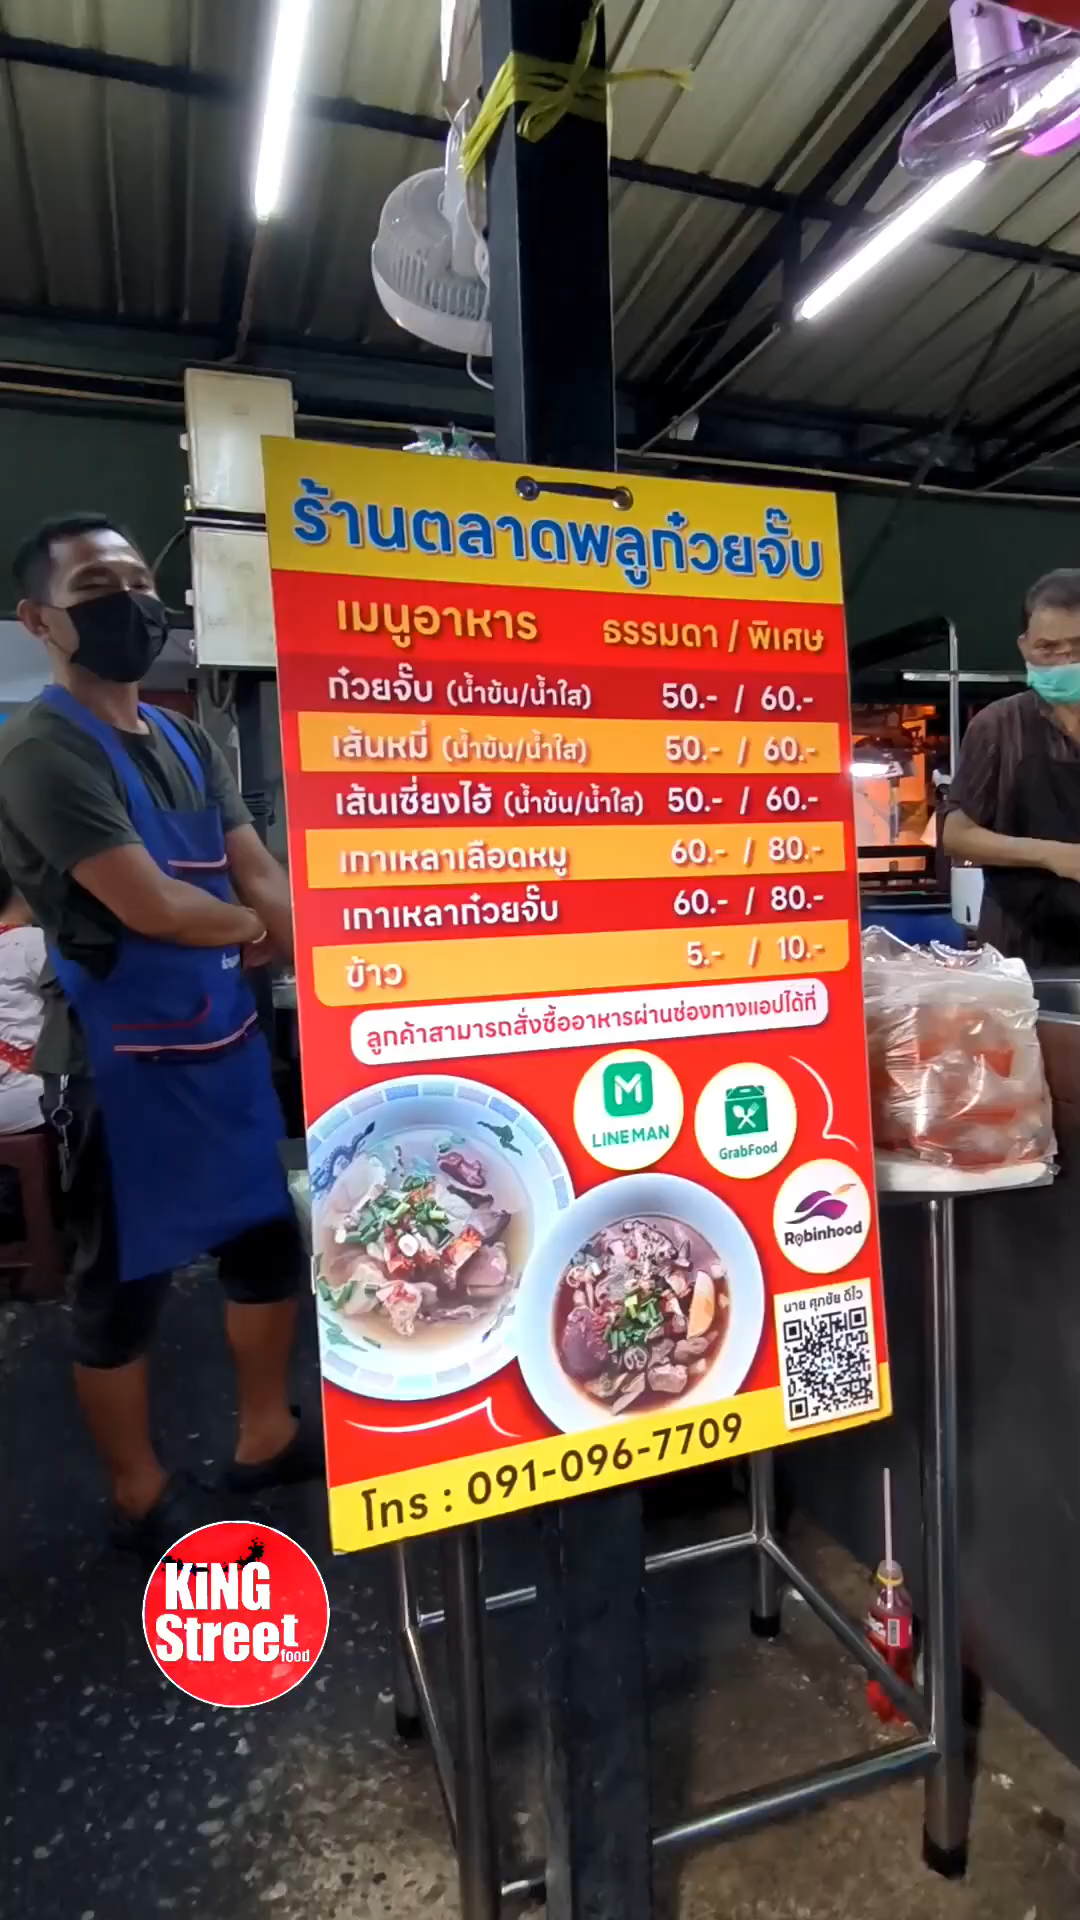 ร้านตลาดพลูก๋วยจั๊บ
เมนูอาหาร ธรรมดา / พิเศษ
ก๋วยจั๊บ (น้ำข้น/น้ำใส) 50.- / 60.-
เส้นหมี่ (น้ำข้น/น้ำใส) 50.- / 60.-
เส้นเซี่ยงไฮ้ (น้ำข้น/น้ำใส) 50.- / 60.-
เกาเหลาเลือดหมู 60.- / 80.-
เกาเหลาก๋วยจั๊บ 60.- / 80.-
ข้าว 5.- / 10.-
ลูกค้าสามารถสั่งซื้ออาหารผ่านช่องทางแอปได้ที่
LINE MAN
GrabFood
Robinhood
นาย ศุภชัย ดีไว
โทร : 091-096-7709
KiNG
Street
food